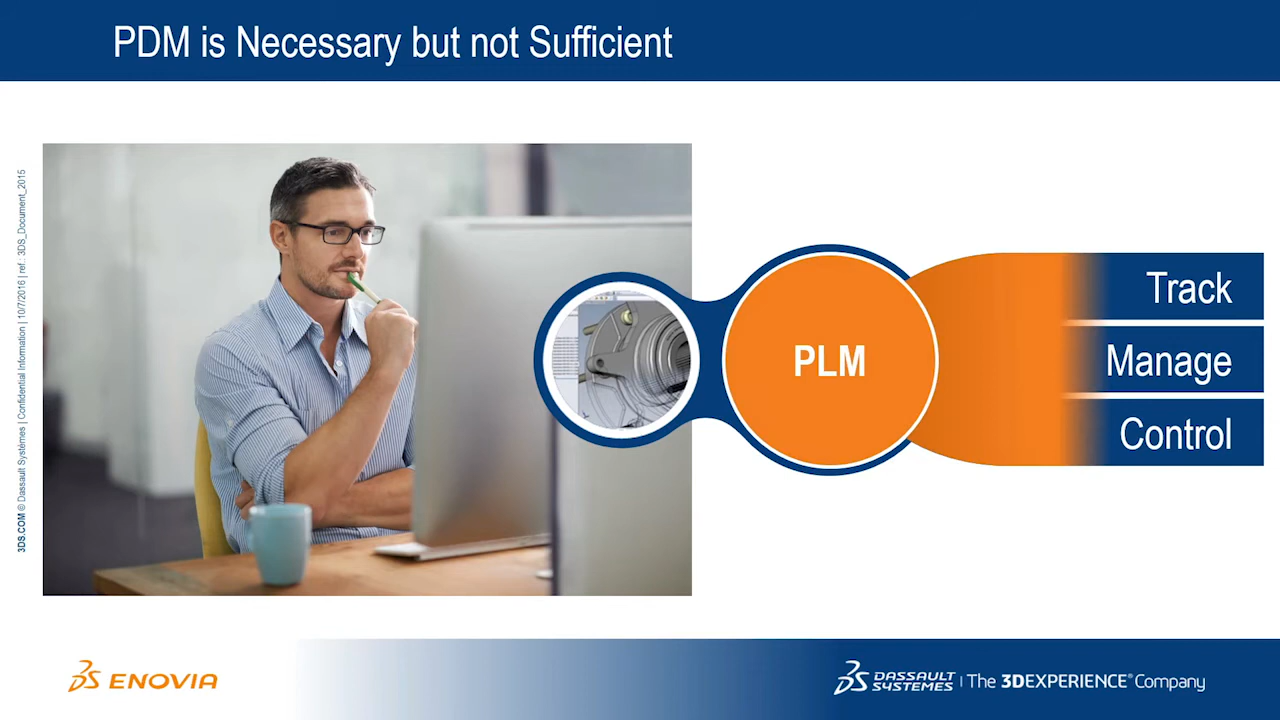 PDM is Necessary but not Sufficient
3DS.COM © Dassault Systèmes | Confidential Information | 10/7/2016 | ref.: 3DS_Document_2015
PLM
Track
Manage
Control
ENOVIA
DASSAULT SYSTEMES | The 3DEXPERIENCE® Company